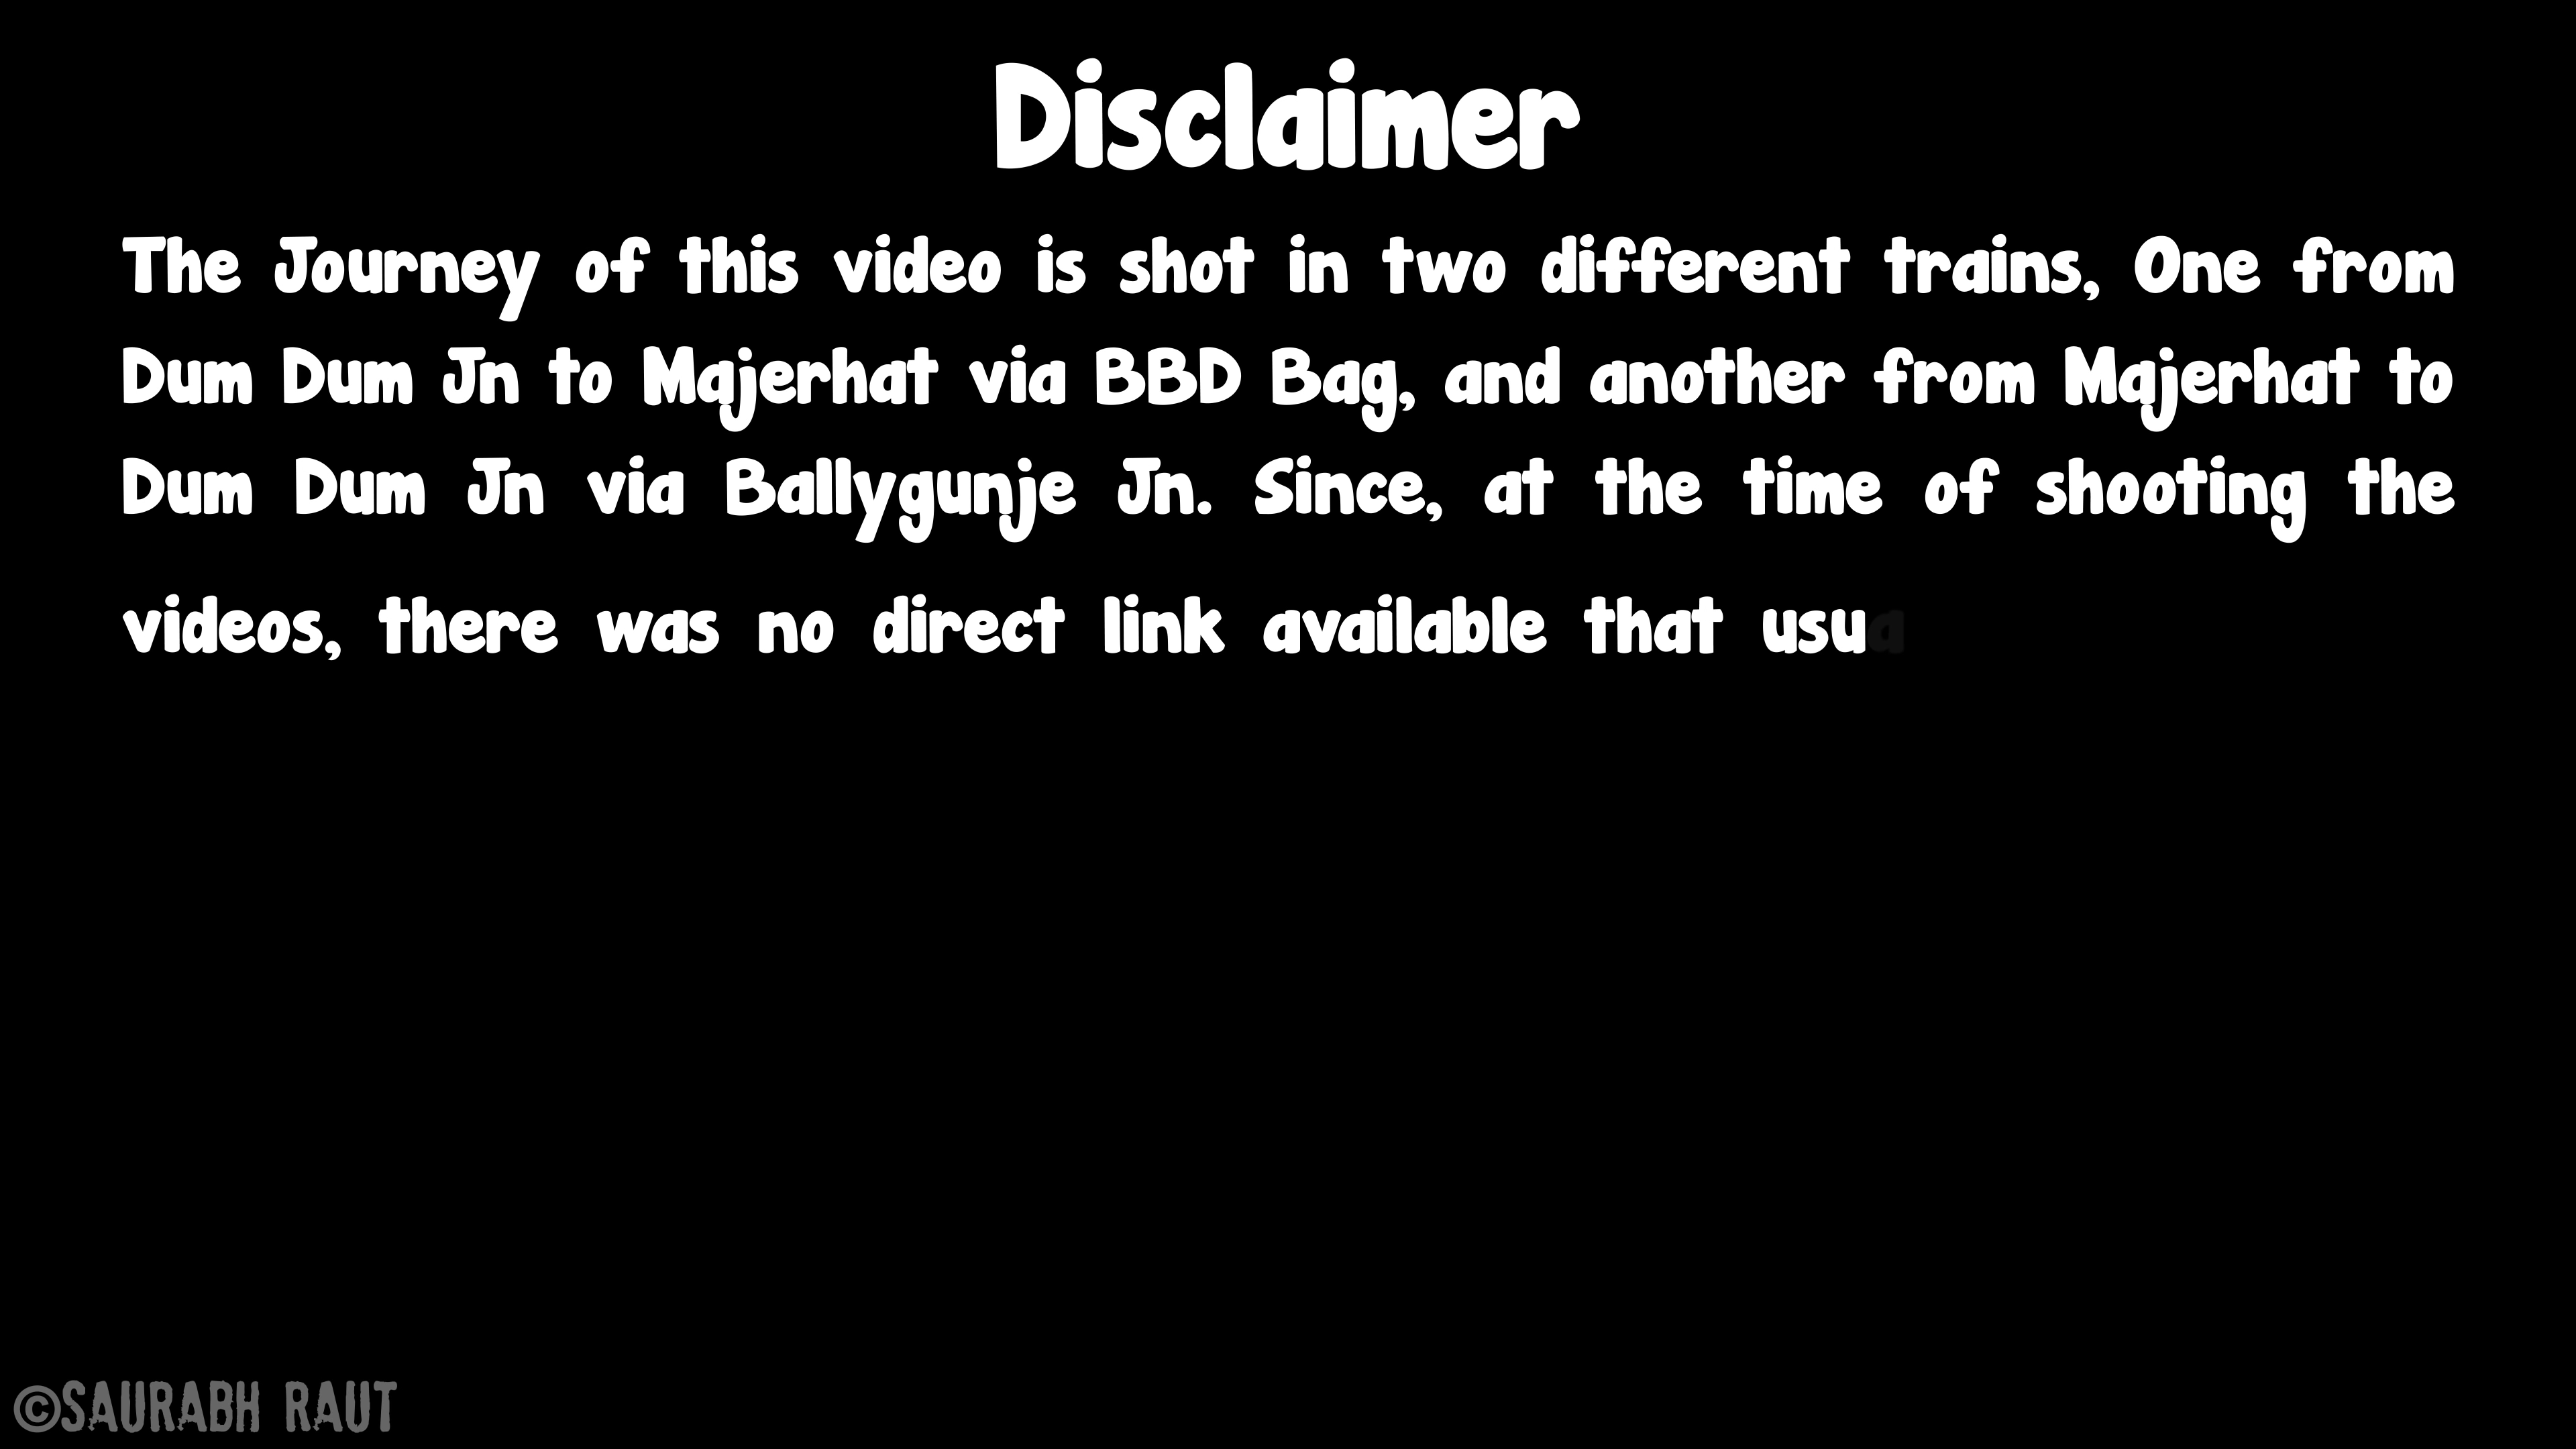 Disclaimer
The Journey of this video is shot in two different trains, One from
Dum Dum Jn to Majerhat via BBD Bag, and another from Majerhat to
Dum Dum Jn via Ballygunje Jn. Since, at the time of shooting the
videos, there was no direct link available that usua
©SAURABH RAUT